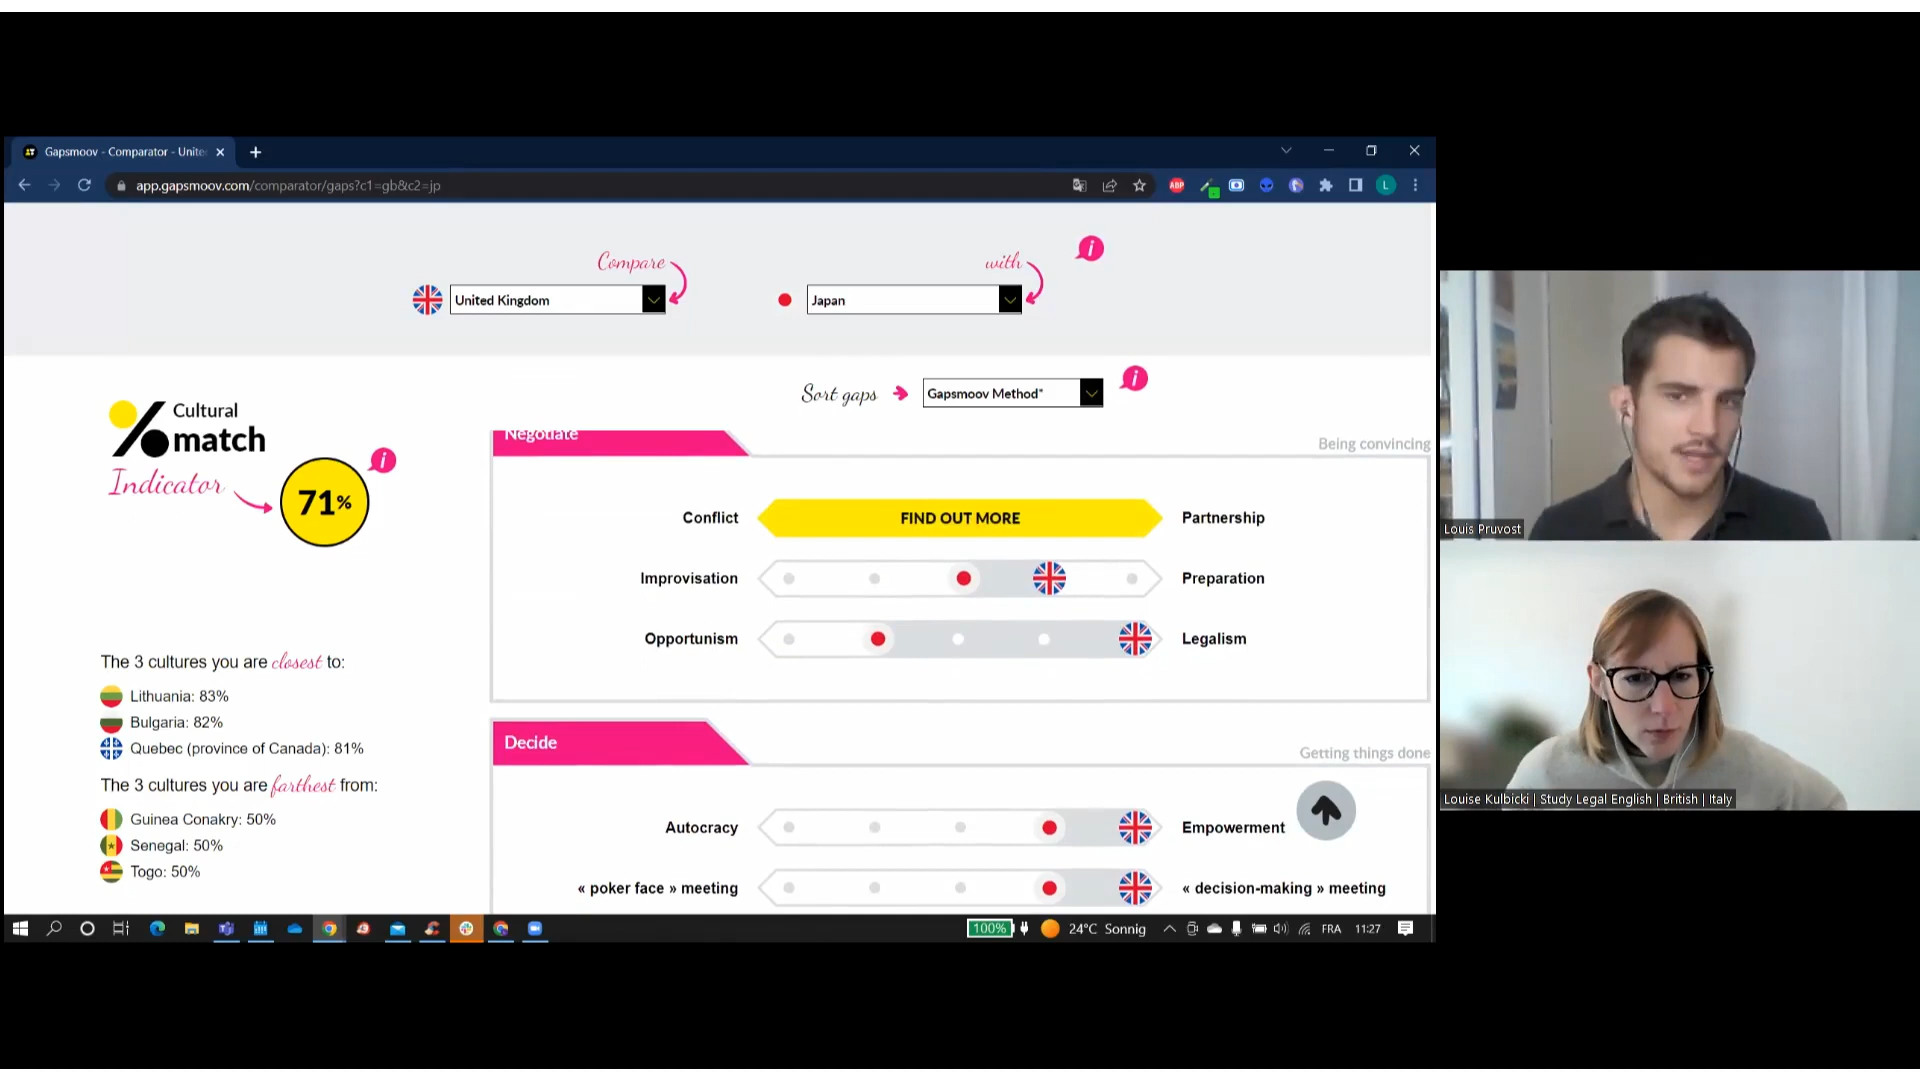 Gapsmoov - Comparator - Unite
app.gapsmoov.com/comparator/gaps?c1=gb&c2=jp
ABP
L
Compare
with
i
United Kingdom
Japan
Sort gaps
Gapsmoov Method*
i
Cultural
match
Indicator
71%
i
Negotiate
Being convincing
Conflict
FIND OUT MORE
Partnership
Improvisation
Preparation
Opportunism
Legalism
The 3 cultures you are closest to:
Lithuania: 83%
Bulgaria: 82%
Quebec (province of Canada): 81%
The 3 cultures you are farthest from:
Guinea Conakry: 50%
Senegal: 50%
Togo: 50%
Decide
Getting things done
Autocracy
Empowerment
« poker face » meeting
« decision-making » meeting
100%
24°C Sonnig
FRA
11:27
Louis Pruvost
Louise Kulbicki | Study Legal English | British | Italy